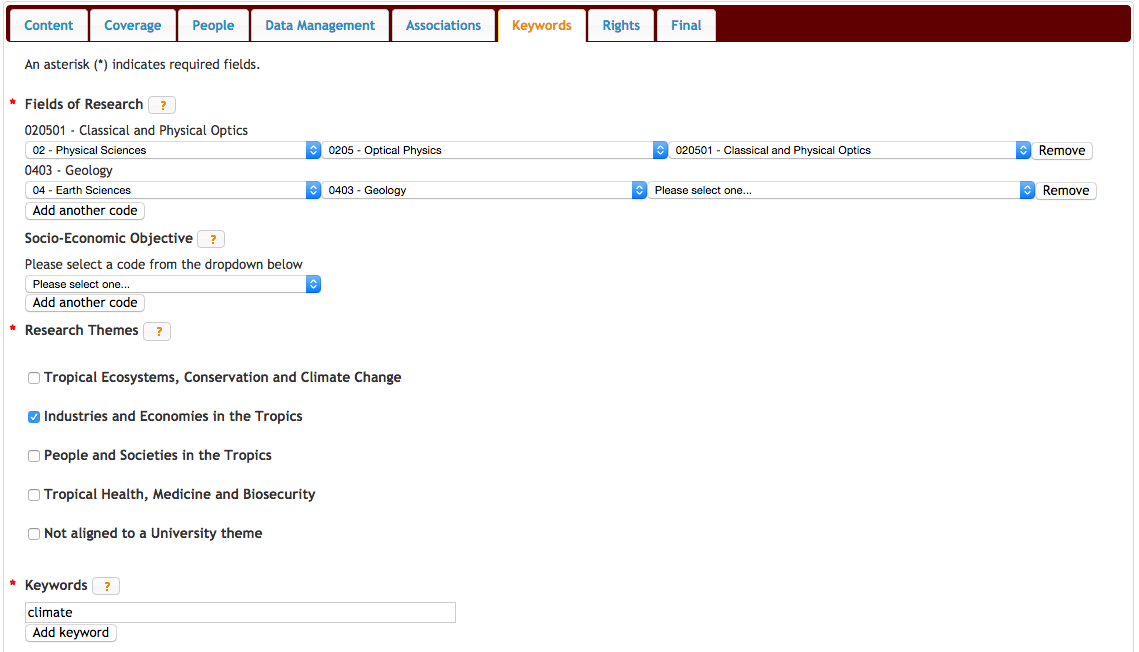 Content Coverage People Data Management Associations Keywords Rights Final
An asterisk (*) indicates required fields.
* Fields of Research ?
020501 - Classical and Physical Optics
02 - Physical Sciences 0205 - Optical Physics 020501 - Classical and Physical Optics Remove
0403 - Geology
04 - Earth Sciences 0403 - Geology Please select one... Remove
Add another code
Socio-Economic Objective ?
Please select a code from the dropdown below
Please select one...
Add another code
* Research Themes ?
Tropical Ecosystems, Conservation and Climate Change
Industries and Economies in the Tropics
People and Societies in the Tropics
Tropical Health, Medicine and Biosecurity
Not aligned to a University theme
* Keywords ?
climate
Add keyword